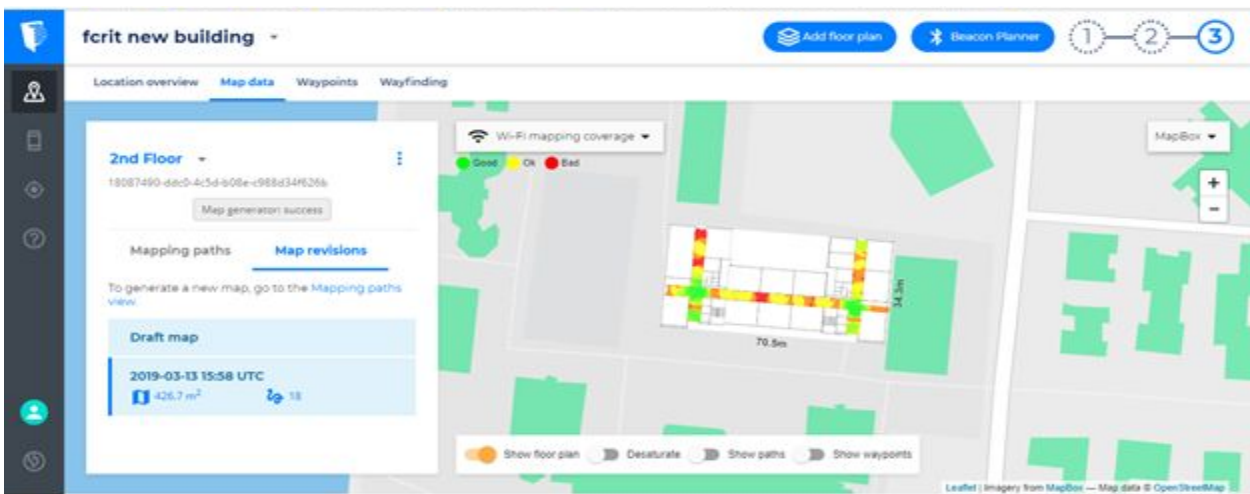 fcrit new building
Add floor plan
Beacon Planner
1
2
3
Location overview Map data Waypoints Wayfinding
2nd Floor
18087490-ddc0-4c5d-b08e-c988d34f626b
Map generation success
Mapping paths Map revisions
To generate a new map, go to the Mapping paths
view.
Draft map
2019-03-13 15:58 UTC
426.7 m²
18
Wi-Fi mapping coverage
Good Ok Bad
MapBox
+
−
34.3m
70.5m
Show floor plan Desaturate Show paths Show waypoints
Leaflet | Imagery from MapBox — Map data © OpenStreetMap